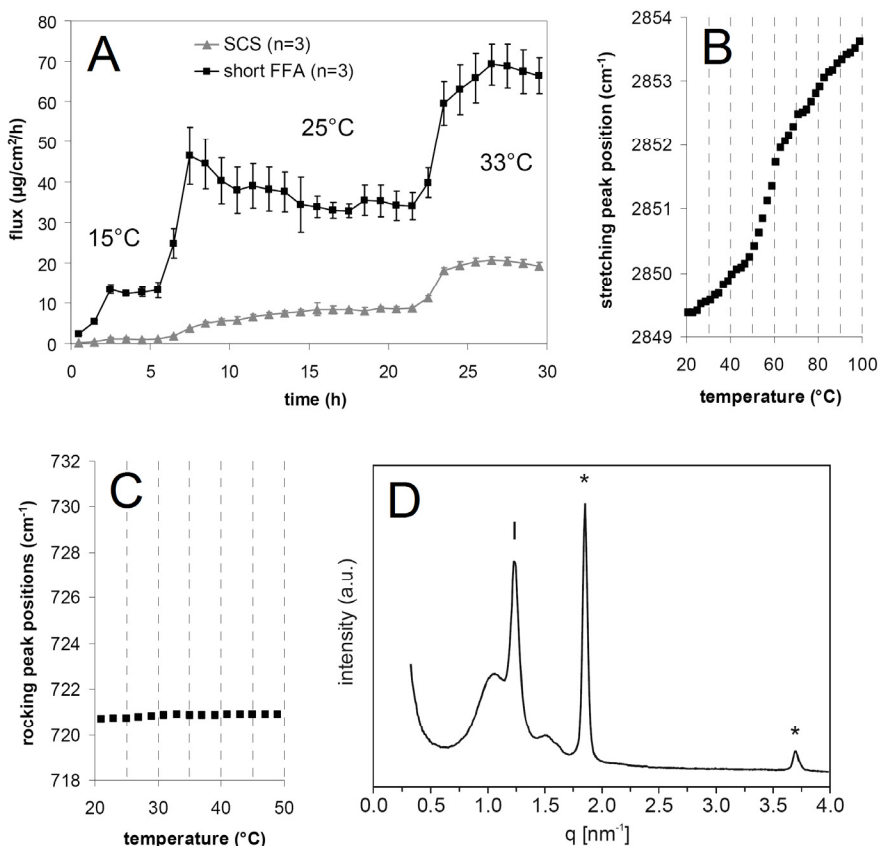 A
SCS (n=3)
short FFA (n=3)
15°C
25°C
33°C
80
70
60
50
40
30
20
10
0
flux (µg/cm²/h)
0 5 10 15 20 25 30
time (h)
B
2854
2853
2852
2851
2850
2849
stretching peak position (cm⁻¹)
20 40 60 80 100
temperature (°C)
C
732
730
728
726
724
722
720
718
rocking peak positions (cm⁻¹)
20 30 40 50
temperature (°C)
D
I
*
*
intensity (a.u.)
0.0 0.5 1.0 1.5 2.0 2.5 3.0 3.5 4.0
q [nm⁻¹]